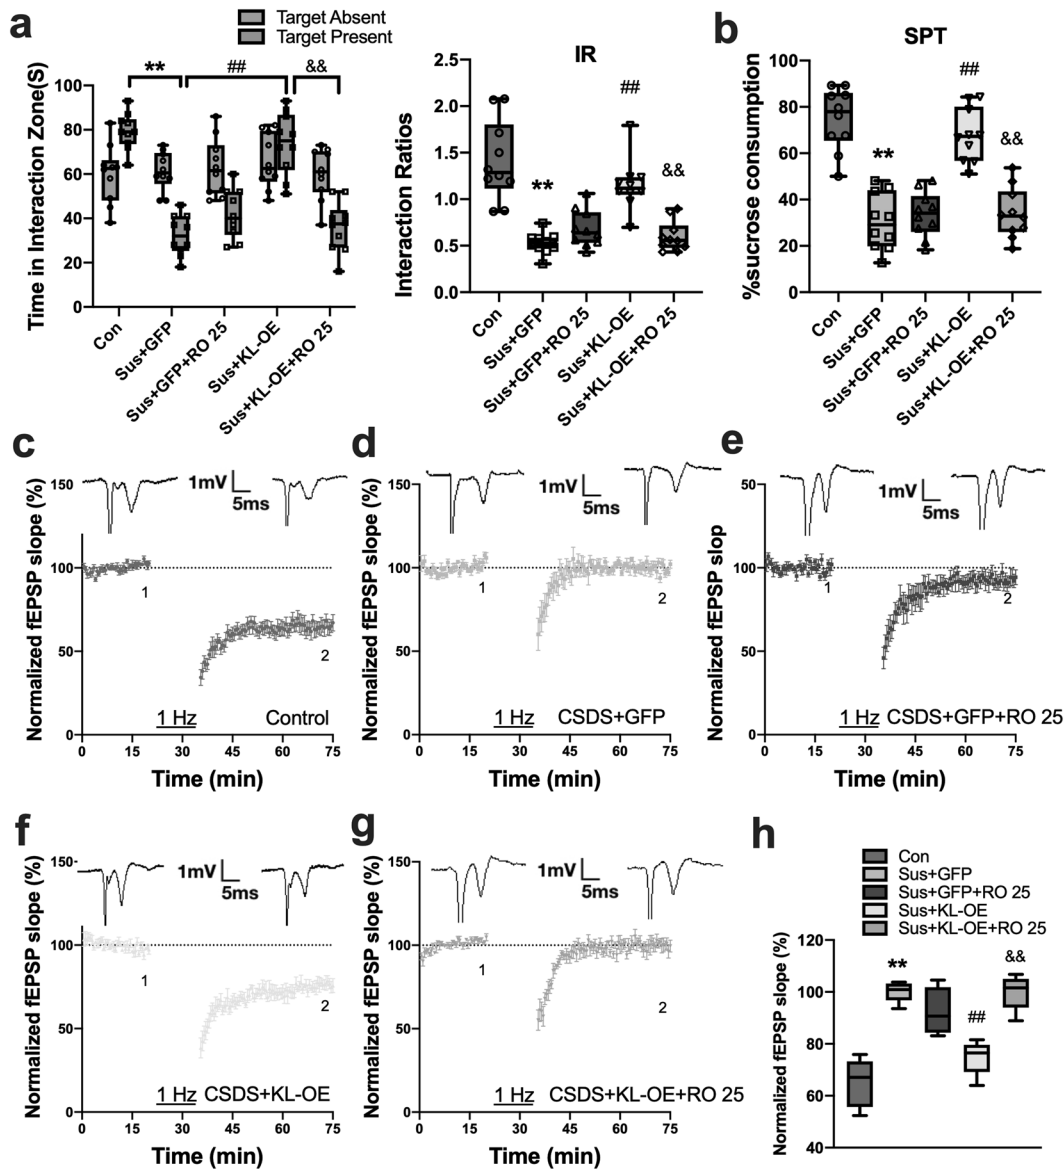 a
Target Absent
Target Present
**
##
&&
Time in Interaction Zone(S)
100
80
60
40
20
0
Con
Sus+GFP
Sus+GFP+RO 25
Sus+KL-OE
Sus+KL-OE+RO 25
IR
Interaction Ratios
2.5
2.0
1.5
1.0
0.5
0.0
**
##
&&
Con
Sus+GFP
Sus+GFP+RO 25
Sus+KL-OE
Sus+KL-OE+RO 25
b
SPT
%sucrose consumption
100
80
60
40
20
0
**
##
&&
Con
Sus+GFP
Sus+GFP+RO 25
Sus+KL-OE
Sus+KL-OE+RO 25
c
Normalized fEPSP slope (%)
150
100
50
0
1mV
5ms
1
2
1 Hz
Control
0 15 30 45 60 75
Time (min)
d
Normalized fEPSP slope (%)
150
100
50
0
1mV
5ms
1
2
1 Hz
CSDS+GFP
0 15 30 45 60 75
Time (min)
e
Normalized fEPSP slop
150
100
50
0
1mV
5ms
1
2
1 Hz
CSDS+GFP+RO 25
0 15 30 45 60 75
Time (min)
f
Normalized fEPSP slope (%)
150
100
50
0
1mV
5ms
1
2
1 Hz
CSDS+KL-OE
0 15 30 45 60 75
Time (min)
g
Normalized fEPSP slope (%)
150
100
50
0
1mV
5ms
1
2
1 Hz
CSDS+KL-OE+RO 25
0 15 30 45 60 75
Time (min)
h
Con
Sus+GFP
Sus+GFP+RO 25
Sus+KL-OE
Sus+KL-OE+RO 25
Normalized fEPSP slope (%)
120
100
80
60
40
**
##
&&